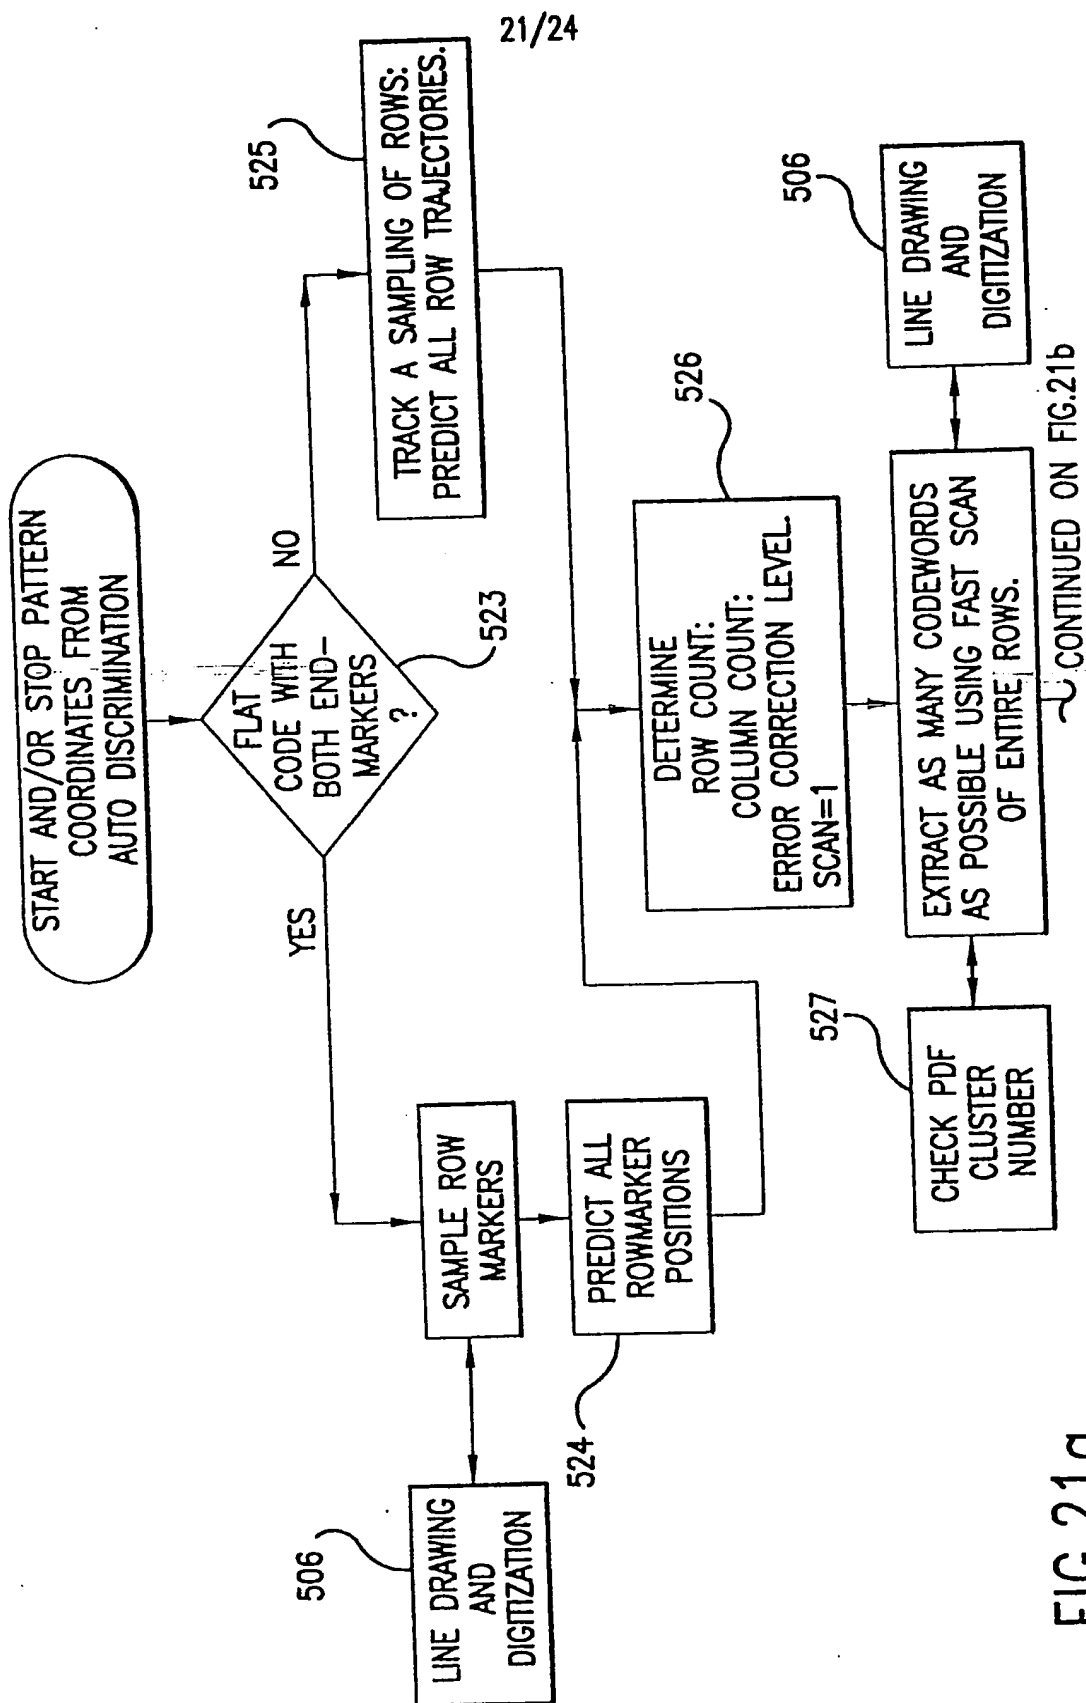 21/24
START AND/OR STOP PATTERN
COORDINATES FROM
AUTO DISCRIMINATION
FLAT
CODE WITH
BOTH END-
MARKERS
?
523
YES
NO
525
TRACK A SAMPLING OF ROWS:
PREDICT ALL ROW TRAJECTORIES.
506
LINE DRAWING
AND
DIGITIZATION
SAMPLE ROW
MARKERS
524
PREDICT ALL
ROWMARKER
POSITIONS
526
DETERMINE
ROW COUNT:
COLUMN COUNT:
ERROR CORRECTION LEVEL.
SCAN=1
527
CHECK PDF
CLUSTER
NUMBER
EXTRACT AS MANY CODEWORDS
AS POSSIBLE USING FAST SCAN
OF ENTIRE ROWS.
506
LINE DRAWING
AND
DIGITIZATION
CONTINUED ON FIG.21b
FIG.21a